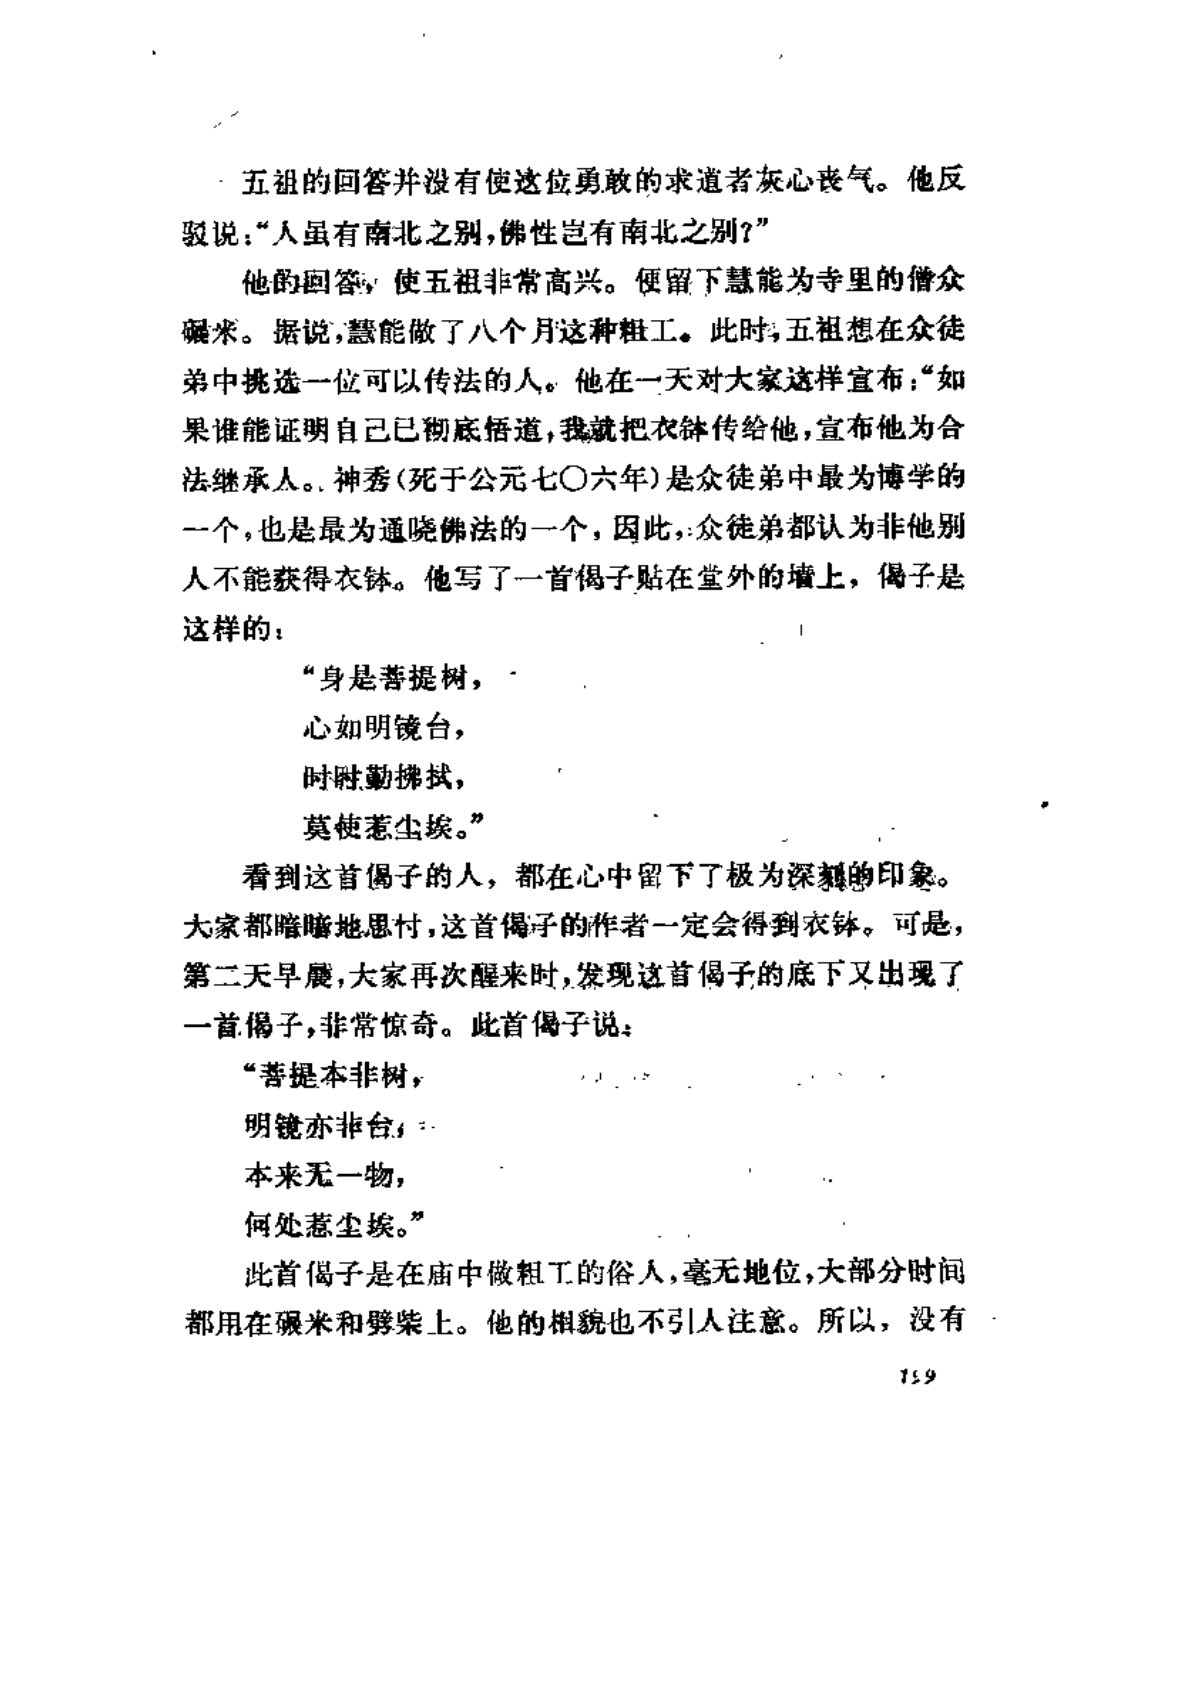 五祖的回答并没有使这位勇敢的求道者灰心丧气。他反
驳说：“人虽有南北之别，佛性岂有南北之别？”
他的回答，使五祖非常高兴。便留下慧能为寺里的僧众
碾米。据说，慧能做了八个月这种粗工。此时，五祖想在众徒
弟中挑选一位可以传法的人。他在一天对大家这样宣布：“如
果谁能证明自己已彻底悟道，我就把衣钵传给他，宣布他为合
法继承人。神秀（死于公元七〇六年）是众徒弟中最为博学的
一个，也是最为通哓佛法的一个，因此，众徒弟都认为非他别
人不能获得衣钵。他写了一首偈子贴在堂外的墙上，偈子是
这样的：
“身是菩提树，
心如明镜台，
时时勤拂拭，
莫使惹尘埃。”
看到这首偈子的人，都在心中留下了极为深刻的印象。
大家都暗暗地思忖，这首偈子的作者一定会得到衣钵。可是，
第二天早晨，大家再次醒来时，发现这首偈子的底下又出现了
一首偈子，非常惊奇。此首偈子说：
“菩提本非树，
明镜亦非台，
本来无一物，
何处惹尘埃。”
此首偈子是在庙中做粗工的俗人，毫无地位，大部分时间
都用在碾米和劈柴上。他的相貌也不引人注意。所以，没有